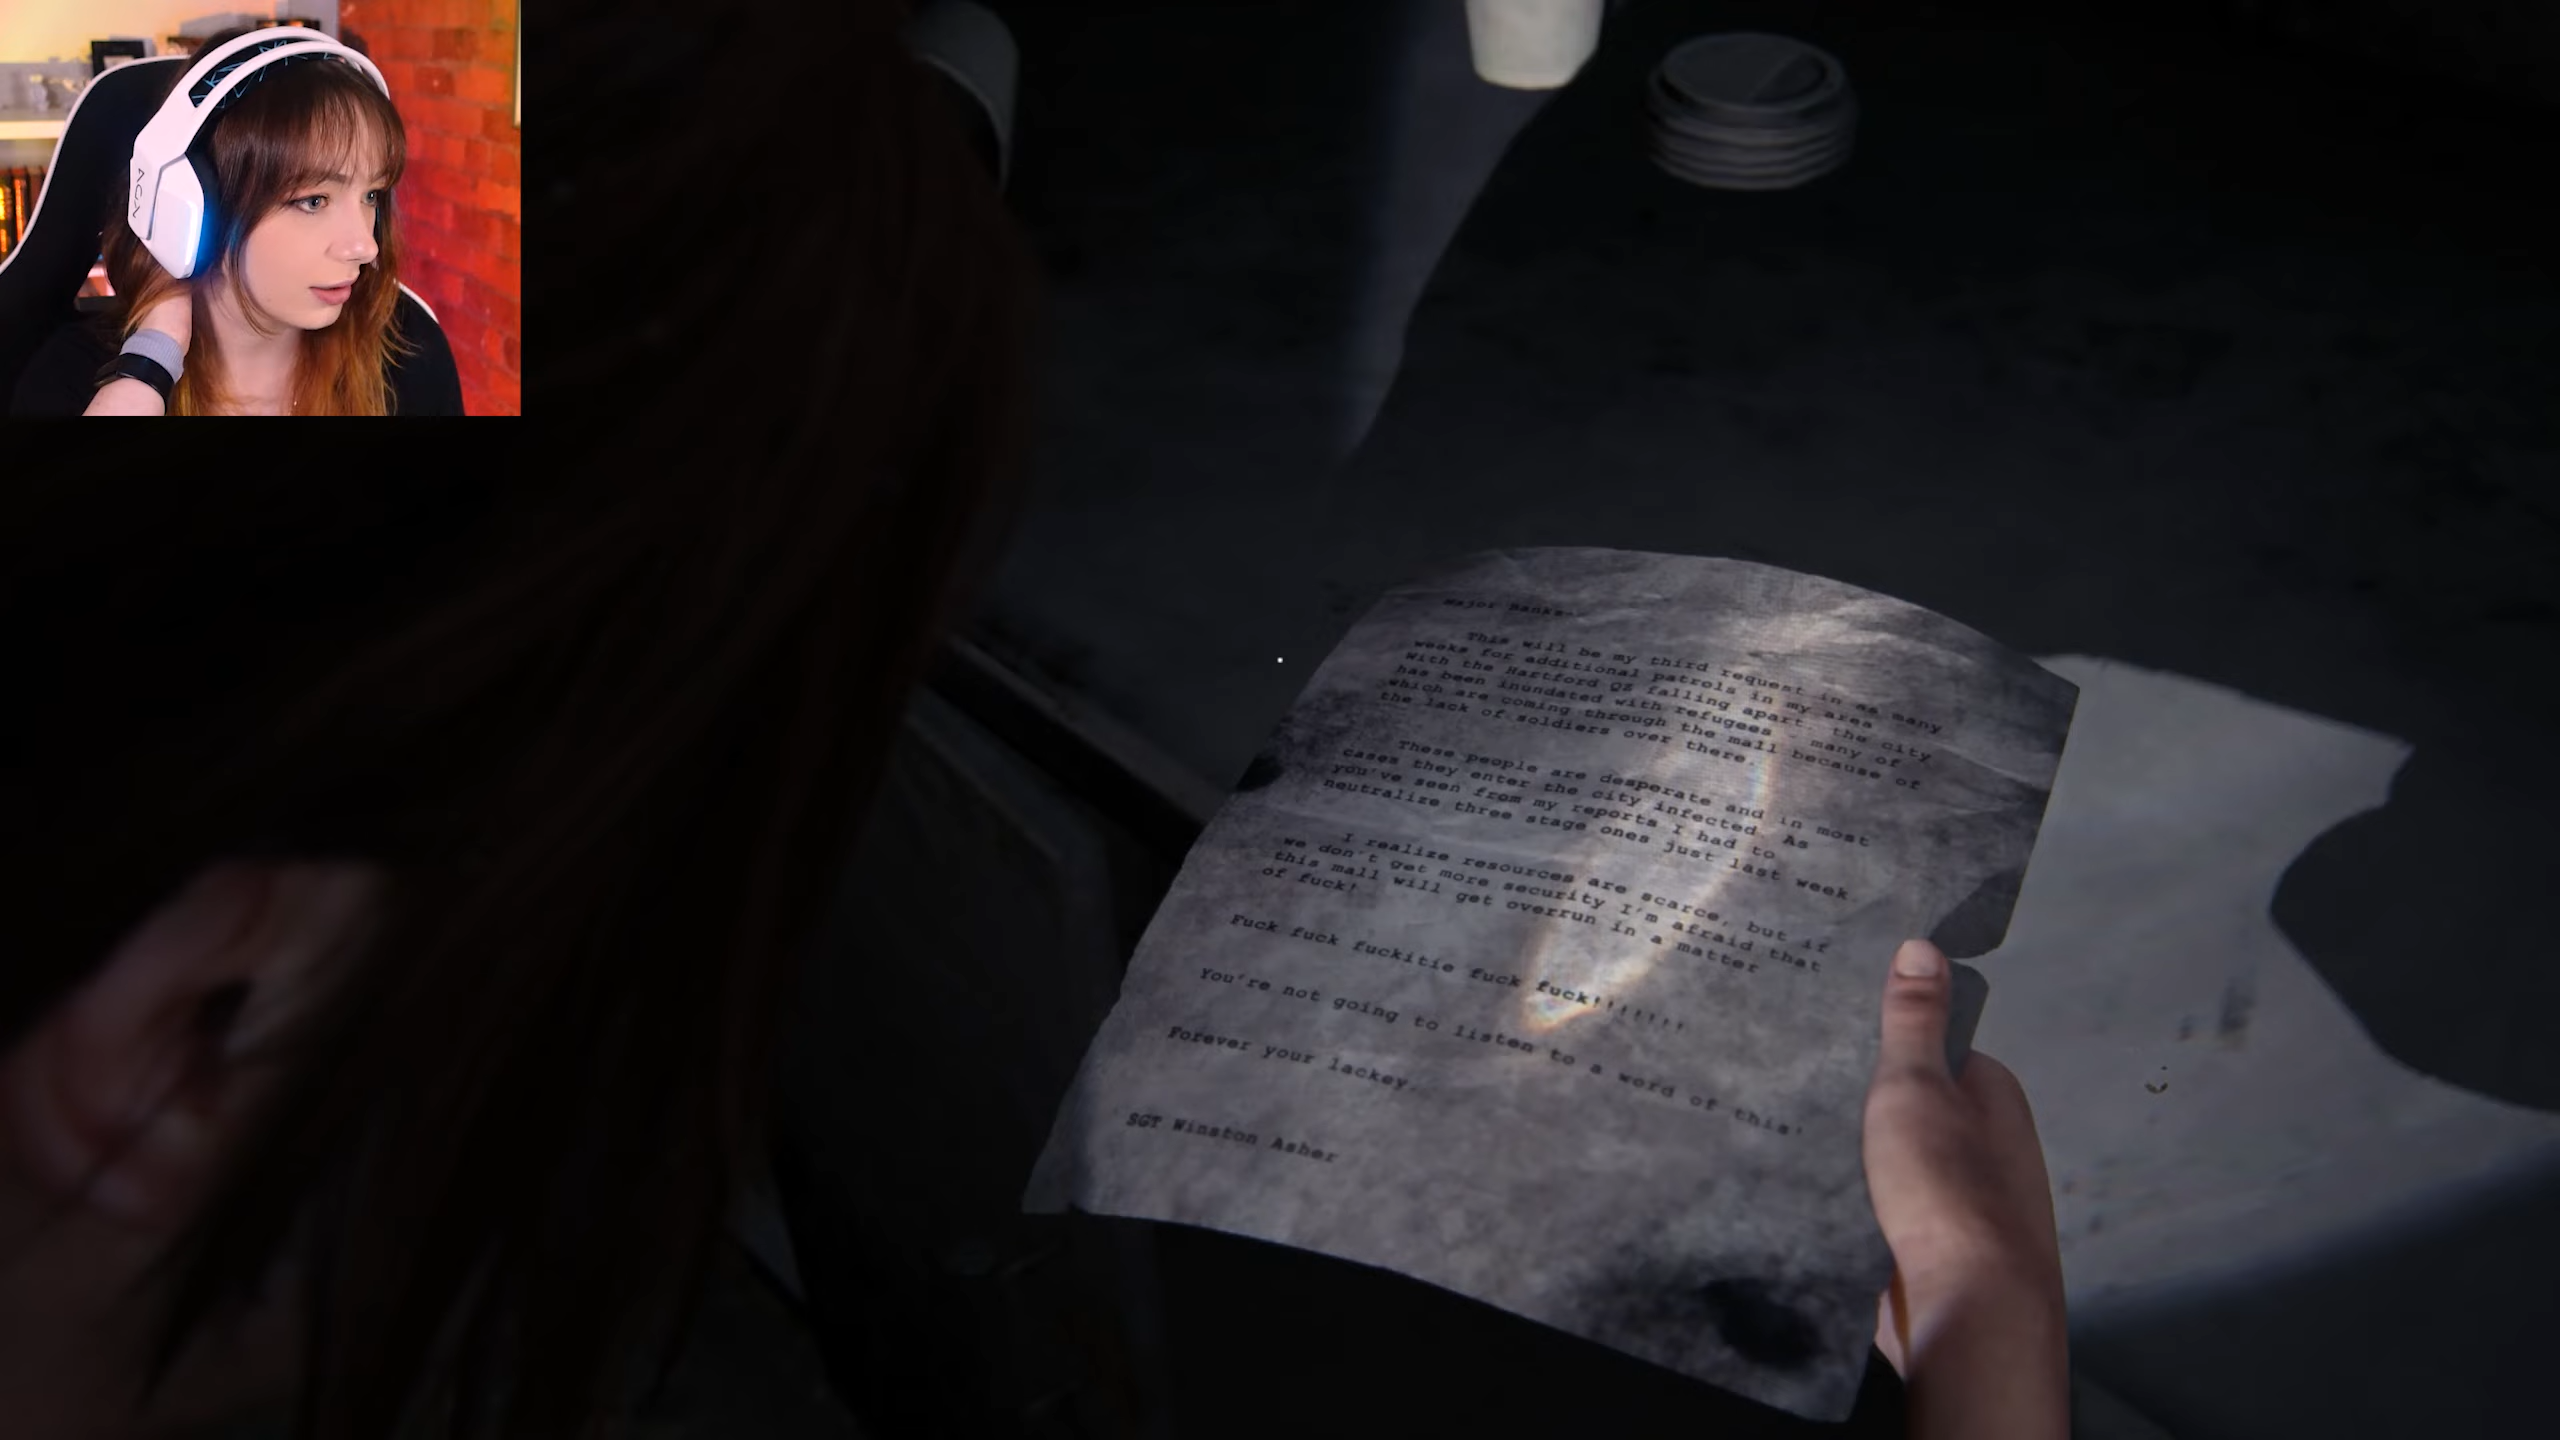 Major Banks-
This will be my third request in as many
weeks for additional patrols in my area.
With the Hartford QZ falling apart, the city
has been inundated with refugees - many of
which are coming through the mall because of
the lack of soldiers over there.
These people are desperate and in most
cases they enter the city infected. As
you've seen from my reports I had to
neutralize three stage ones just last week.
I realize resources are scarce, but if
we don't get more security I'm afraid that
this mall will get overrun in a matter
of fuck!
Fuck fuck fuckitie fuck fuck!!!!!!!
You're not going to listen to a word of this!
Forever your lackey,
SGT Winston Asher